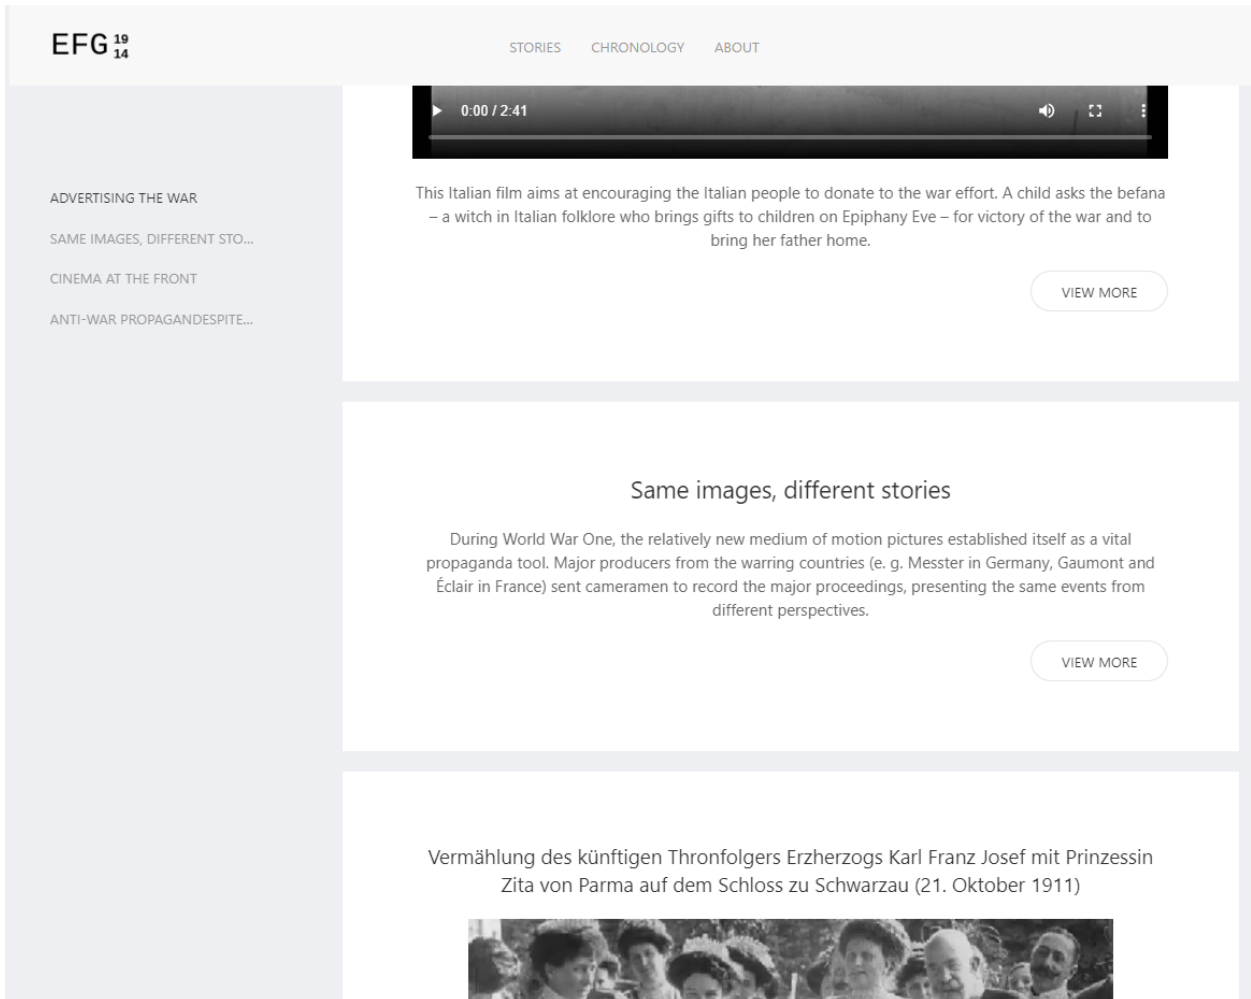 EFG 19
14
STORIES CHRONOLOGY ABOUT
0:00 / 2:41
ADVERTISING THE WAR
SAME IMAGES, DIFFERENT STO...
CINEMA AT THE FRONT
ANTI-WAR PROPAGANDESPITE...
This Italian film aims at encouraging the Italian people to donate to the war effort. A child asks the befana
– a witch in Italian folklore who brings gifts to children on Epiphany Eve – for victory of the war and to
bring her father home.
VIEW MORE
Same images, different stories
During World War One, the relatively new medium of motion pictures established itself as a vital
propaganda tool. Major producers from the warring countries (e. g. Messter in Germany, Gaumont and
Éclair in France) sent cameramen to record the major proceedings, presenting the same events from
different perspectives.
VIEW MORE
Vermählung des künftigen Thronfolgers Erzherzogs Karl Franz Josef mit Prinzessin
Zita von Parma auf dem Schloss zu Schwarzau (21. Oktober 1911)